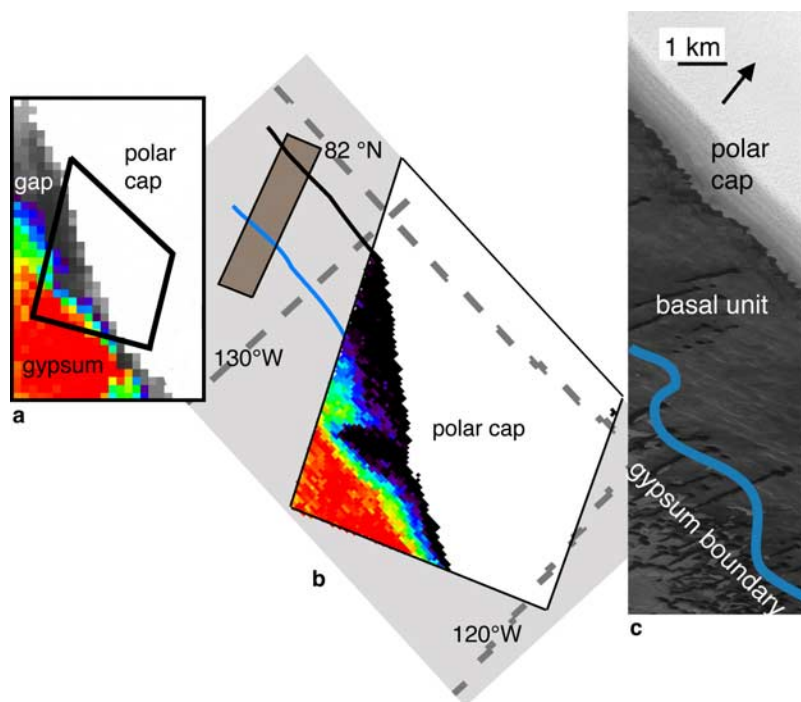 polar
cap
gap
gypsum
a
82 °N
130°W
polar cap
120°W
b
1 km
polar
cap
basal unit
gypsum boundary
c